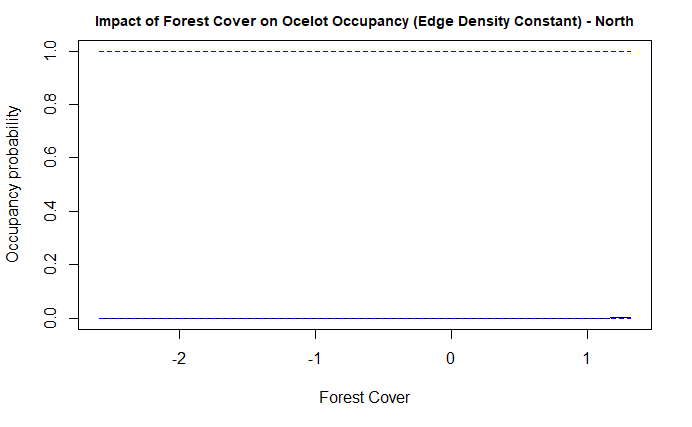 Impact of Forest Cover on Ocelot Occupancy (Edge Density Constant) - North
Occupancy probability
1.0
0.8
0.6
0.4
0.2
0.0
-2 -1 0 1
Forest Cover